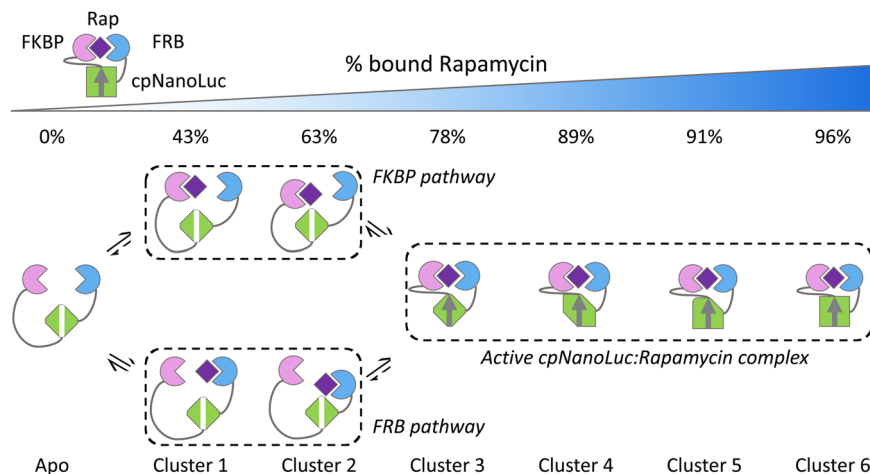 Rap
FKBP FRB
cpNanoLuc
% bound Rapamycin
0% 43% 63% 78% 89% 91% 96%
FKBP pathway
Active cpNanoLuc:Rapamycin complex
FRB pathway
Apo Cluster 1 Cluster 2 Cluster 3 Cluster 4 Cluster 5 Cluster 6